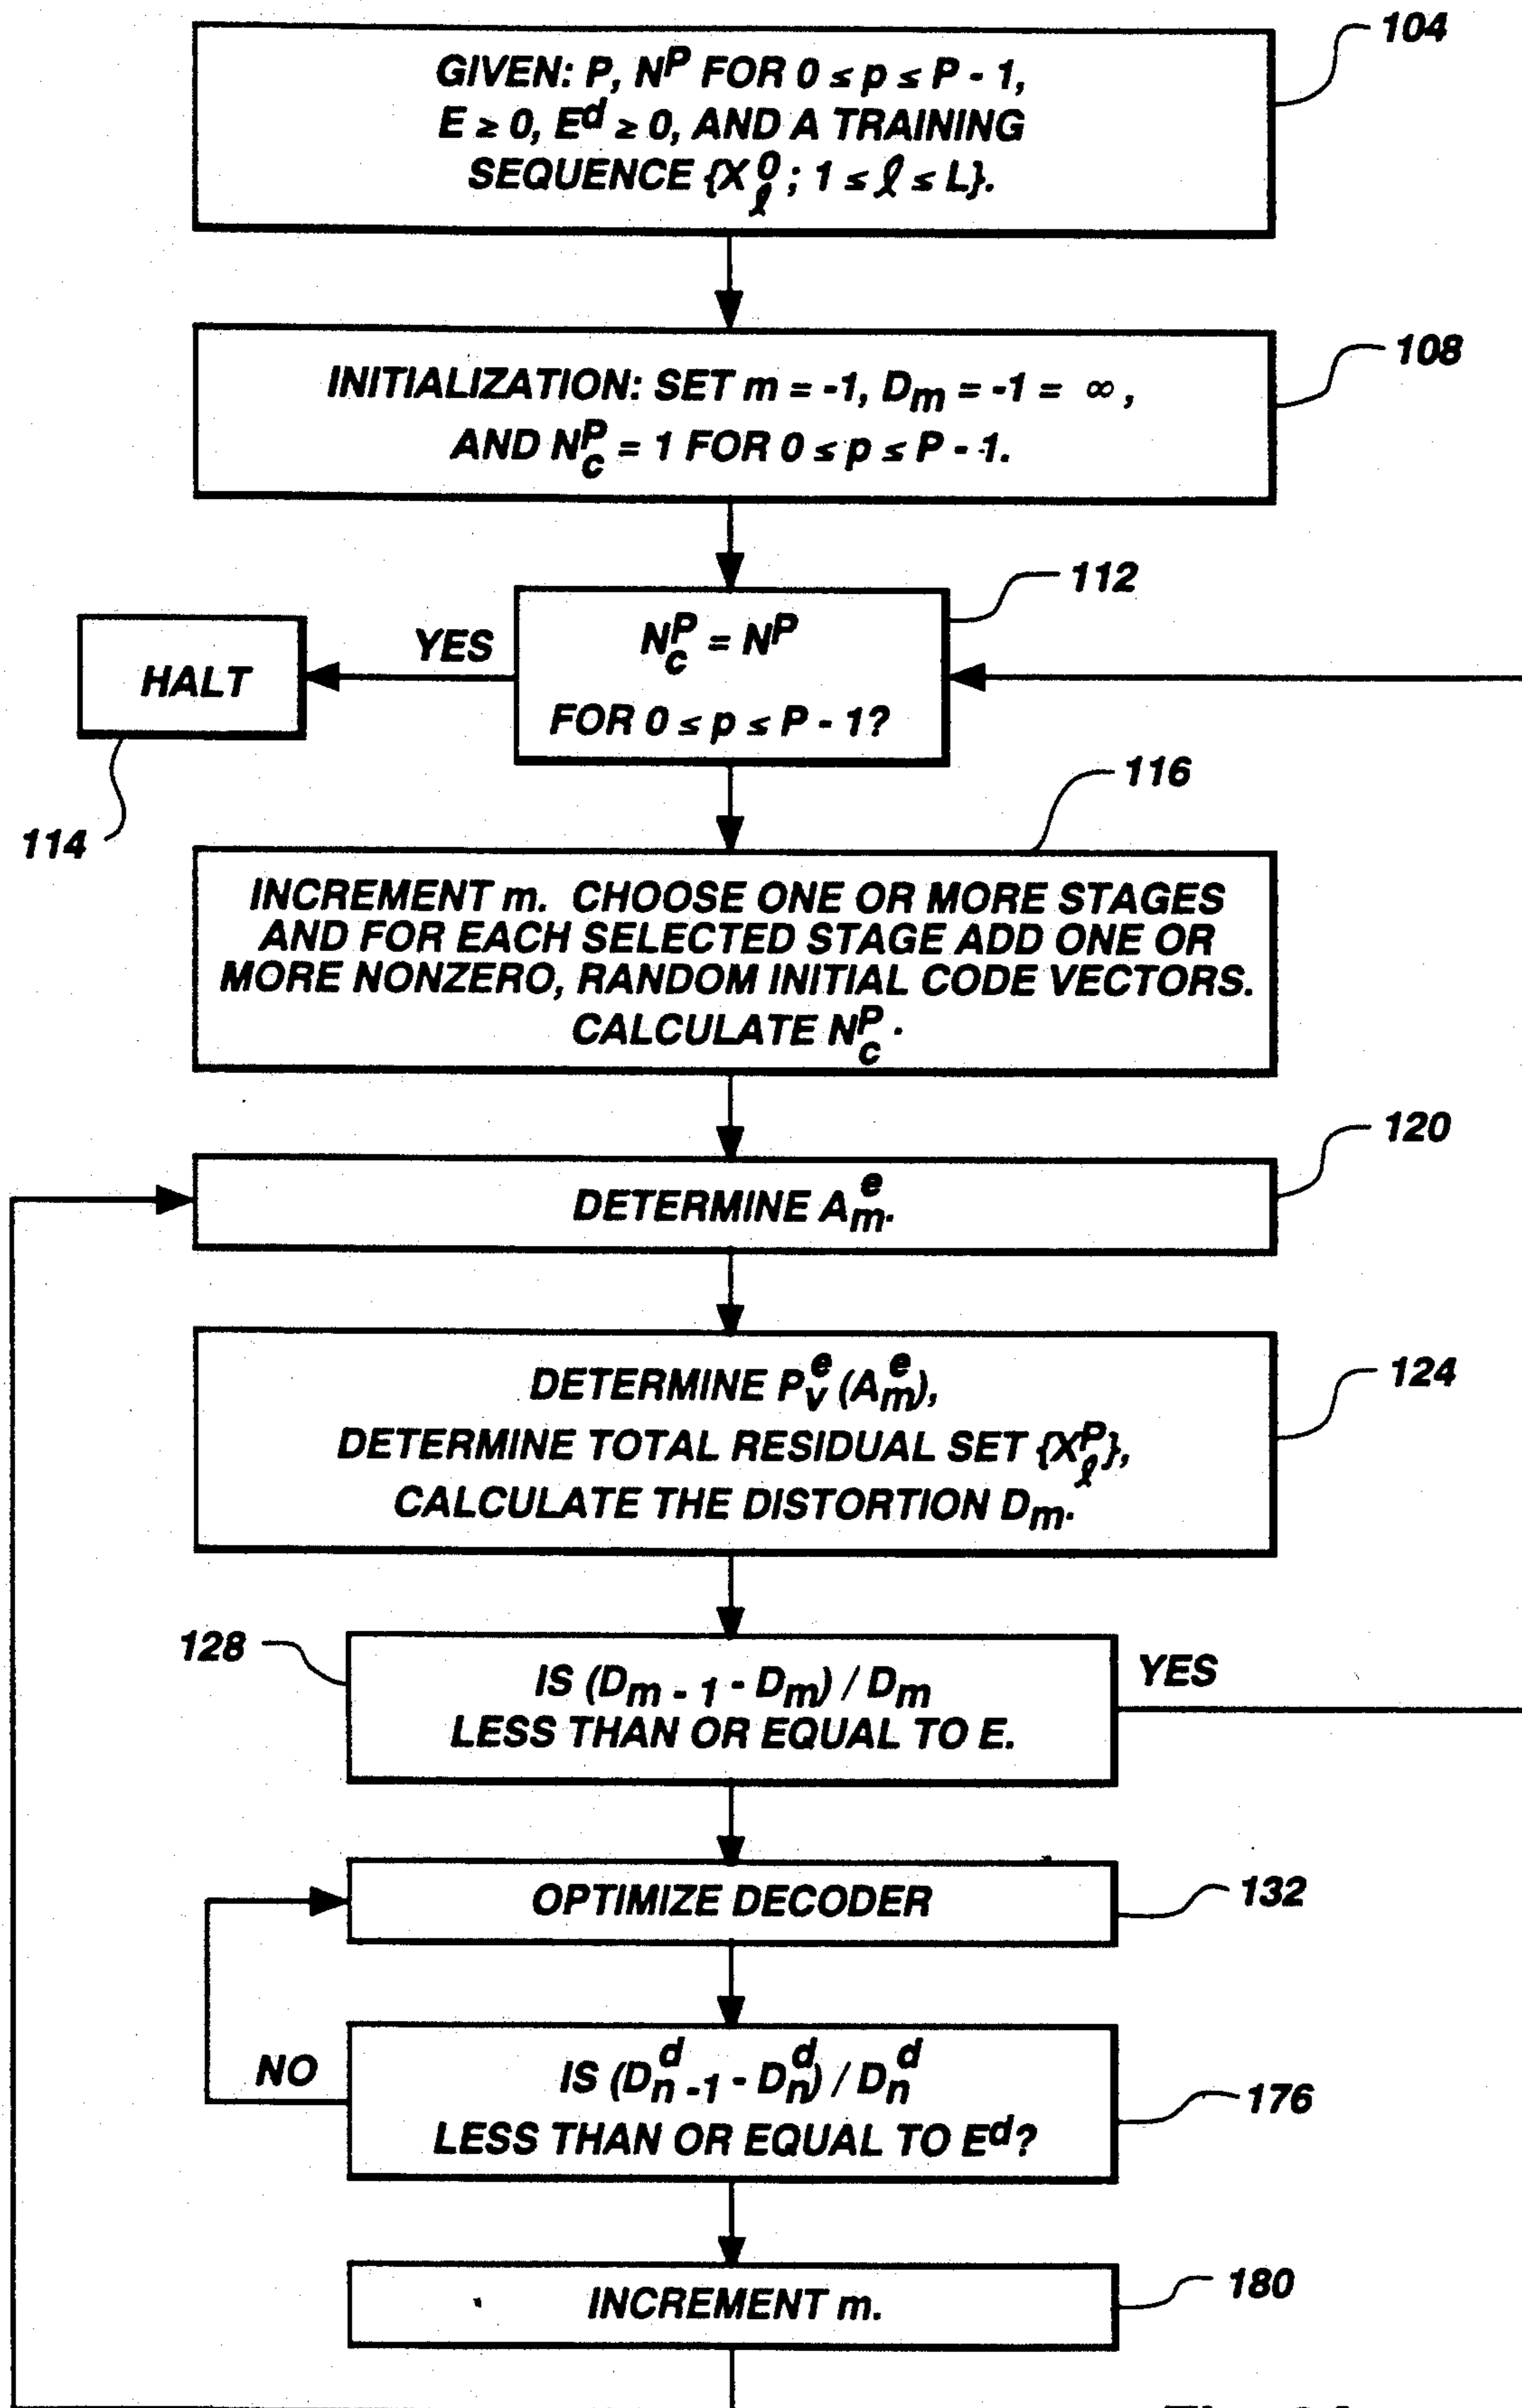 104
GIVEN: P, N^P FOR 0 ≤ p ≤ P - 1,
E ≥ 0, E^d ≥ 0, AND A TRAINING
SEQUENCE {X^0_ℓ; 1 ≤ ℓ ≤ L}.
108
INITIALIZATION: SET m = -1, D_m = -1 = ∞,
AND N^P_c = 1 FOR 0 ≤ p ≤ P - 1.
112
N^P_c = N^P
FOR 0 ≤ p ≤ P - 1?
YES
HALT
114
116
INCREMENT m. CHOOSE ONE OR MORE STAGES
AND FOR EACH SELECTED STAGE ADD ONE OR
MORE NONZERO, RANDOM INITIAL CODE VECTORS.
CALCULATE N^P_c.
120
DETERMINE A^e_m.
124
DETERMINE P^e_v (A^e_m),
DETERMINE TOTAL RESIDUAL SET {X^P_ℓ},
CALCULATE THE DISTORTION D_m.
128
IS (D_m - 1 - D_m) / D_m
LESS THAN OR EQUAL TO E.
YES
OPTIMIZE DECODER
132
NO
IS (D^d_n -1 - D^d_n) / D^d_n
LESS THAN OR EQUAL TO E^d?
176
INCREMENT m.
180